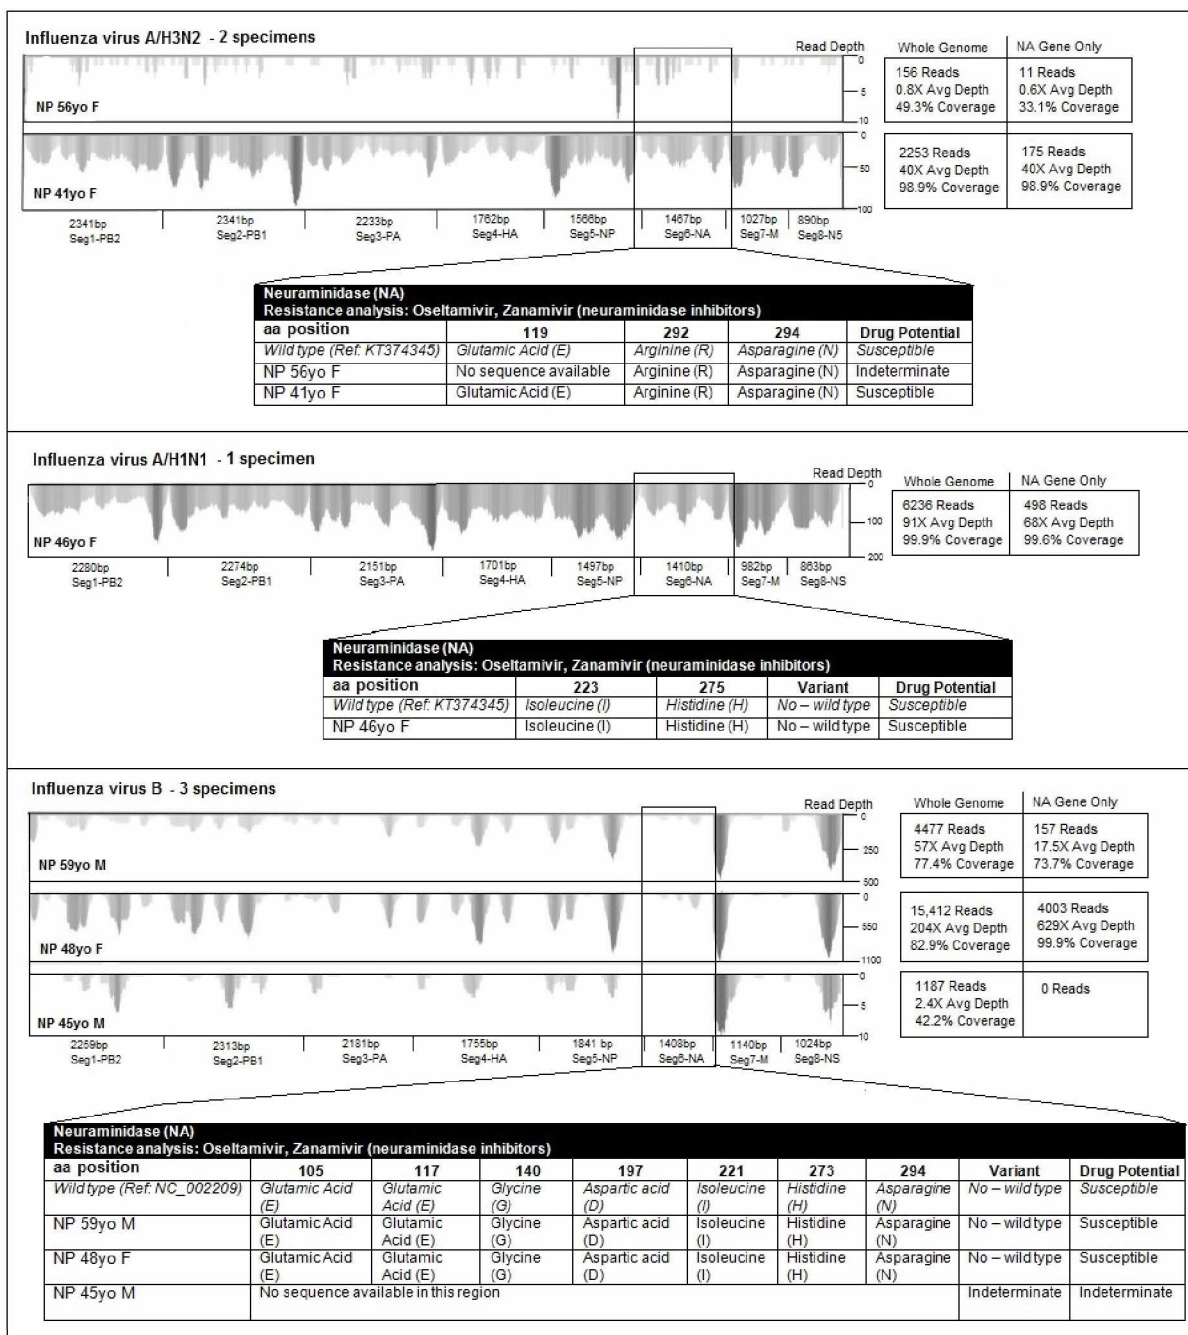 Influenza virus A/H3N2 - 2 specimens
Read Depth
Whole Genome
NA Gene Only
0
5
10
NP 56yo F
156 Reads
0.8X Avg Depth
49.3% Coverage
11 Reads
0.6X Avg Depth
33.1% Coverage
0
50
100
NP 41yo F
2253 Reads
40X Avg Depth
98.9% Coverage
175 Reads
40X Avg Depth
98.9% Coverage
2341bp
Seg1-PB2
2341bp
Seg2-PB1
2233bp
Seg3-PA
1762bp
Seg4-HA
1566bp
Seg5-NP
1467bp
Seg6-NA
1027bp
Seg7-M
890bp
Seg8-N5
Neuraminidase (NA)
Resistance analysis: Oseltamivir, Zanamivir (neuraminidase inhibitors)
aa position 119 292 294 Drug Potential
Wild type (Ref: KT374345) Glutamic Acid (E) Arginine (R) Asparagine (N) Susceptible
NP 56yo F No sequence available Arginine (R) Asparagine (N) Indeterminate
NP 41yo F Glutamic Acid (E) Arginine (R) Asparagine (N) Susceptible
Influenza virus A/H1N1 - 1 specimen
Read Depth
Whole Genome
NA Gene Only
0
100
200
NP 46yo F
6236 Reads
91X Avg Depth
99.9% Coverage
498 Reads
68X Avg Depth
99.6% Coverage
2280bp
Seg1-PB2
2274bp
Seg2-PB1
2151bp
Seg3-PA
1701bp
Seg4-HA
1497bp
Seg5-NP
1410bp
Seg6-NA
982bp
Seg7-M
863bp
Seg8-NS
Neuraminidase (NA)
Resistance analysis: Oseltamivir, Zanamivir (neuraminidase inhibitors)
aa position 223 275 Variant Drug Potential
Wild type (Ref: KT374345) Isoleucine (I) Histidine (H) No – wild type Susceptible
NP 46yo F Isoleucine (I) Histidine (H) No – wild type Susceptible
Influenza virus B - 3 specimens
Read Depth
Whole Genome
NA Gene Only
0
250
500
NP 59yo M
4477 Reads
57X Avg Depth
77.4% Coverage
157 Reads
17.5X Avg Depth
73.7% Coverage
0
550
1100
NP 48yo F
15,412 Reads
204X Avg Depth
82.9% Coverage
4003 Reads
629X Avg Depth
99.9% Coverage
0
5
10
NP 45yo M
1187 Reads
2.4X Avg Depth
42.2% Coverage
0 Reads
2259bp
Seg1-PB2
2313bp
Seg2-PB1
2181bp
Seg3-PA
1755bp
Seg4-HA
1841 bp
Seg5-NP
1408bp
Seg6-NA
1140bp
Seg7-M
1024bp
Seg8-NS
Neuraminidase (NA)
Resistance analysis: Oseltamivir, Zanamivir (neuraminidase inhibitors)
aa position 105 117 140 197 221 273 294 Variant Drug Potential
Wild type (Ref: NC_002209) Glutamic Acid (E) Glutamic Acid (E) Glycine (G) Aspartic acid (D) Isoleucine (I) Histidine (H) Asparagine (N) No – wild type Susceptible
NP 59yo M Glutamic Acid (E) Glutamic Acid (E) Glycine (G) Aspartic acid (D) Isoleucine (I) Histidine (H) Asparagine (N) No – wild type Susceptible
NP 48yo F Glutamic Acid (E) Glutamic Acid (E) Glycine (G) Aspartic acid (D) Isoleucine (I) Histidine (H) Asparagine (N) No – wild type Susceptible
NP 45yo M No sequence available in this region Indeterminate Indeterminate